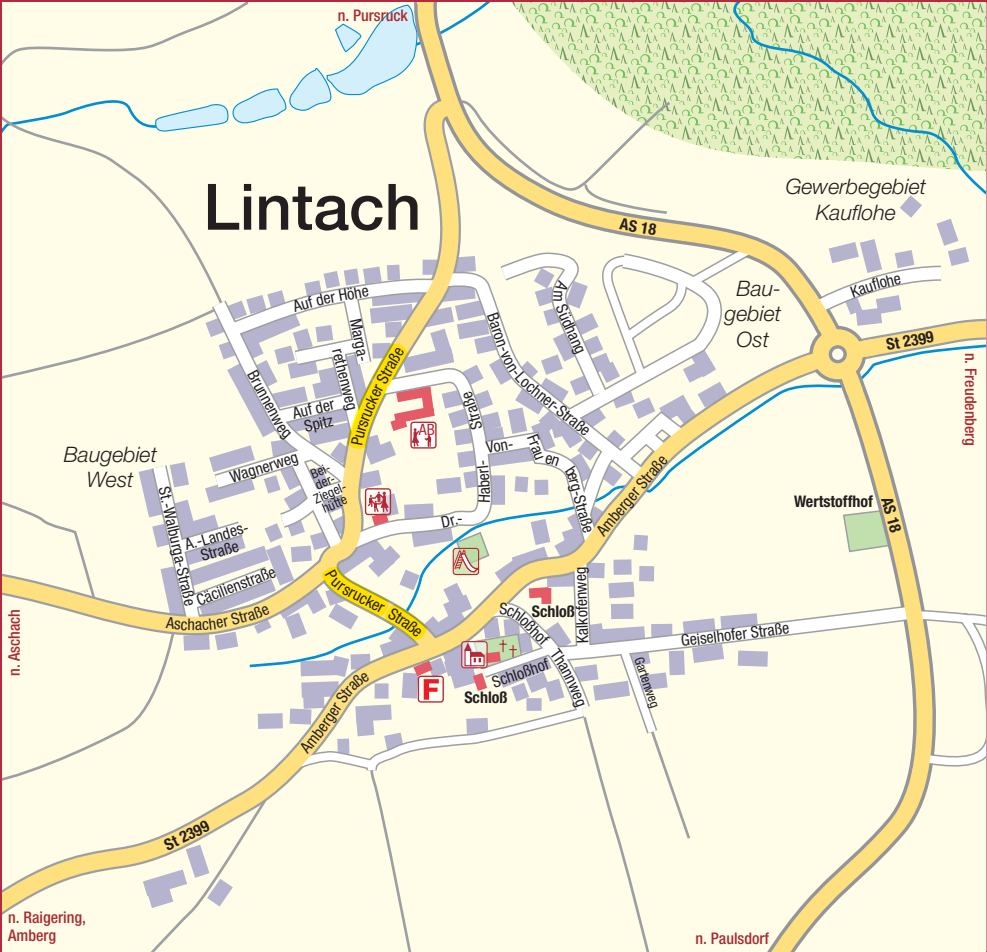 n. Pursruck
Lintach
Gewerbegebiet
Kauflohe
AS 18
Kauflohe
Bau-
gebiet
Ost
St 2399
n. Freudenberg
Auf der Höhe
Am Südhang
Marga-
rethenweg
Baron-von-Lochner-Straße
Pursrucker Straße
Brunnenweg
Auf der
Spitz
AB
Straße
Haberl-
Dr.-
Von-
Frauen
berg-Straße
Baugebiet
West
Wagnerweg
Bei-
der-
Ziegel-
hütte
St.-Walburga-Straße
A.-Landes-
Straße
Cäcilienstraße
Amberger Straße
Wertstoffhof
AS 18
Aschacher Straße
Pursrucker Straße
n. Aschach
Schloß
Kalkofenweg
Schloßhof
Geiselhofer Straße
Schloßhof
Thannweg
Gartenweg
F
Schloß
Amberger Straße
St 2399
n. Raigering,
Amberg
n. Paulsdorf